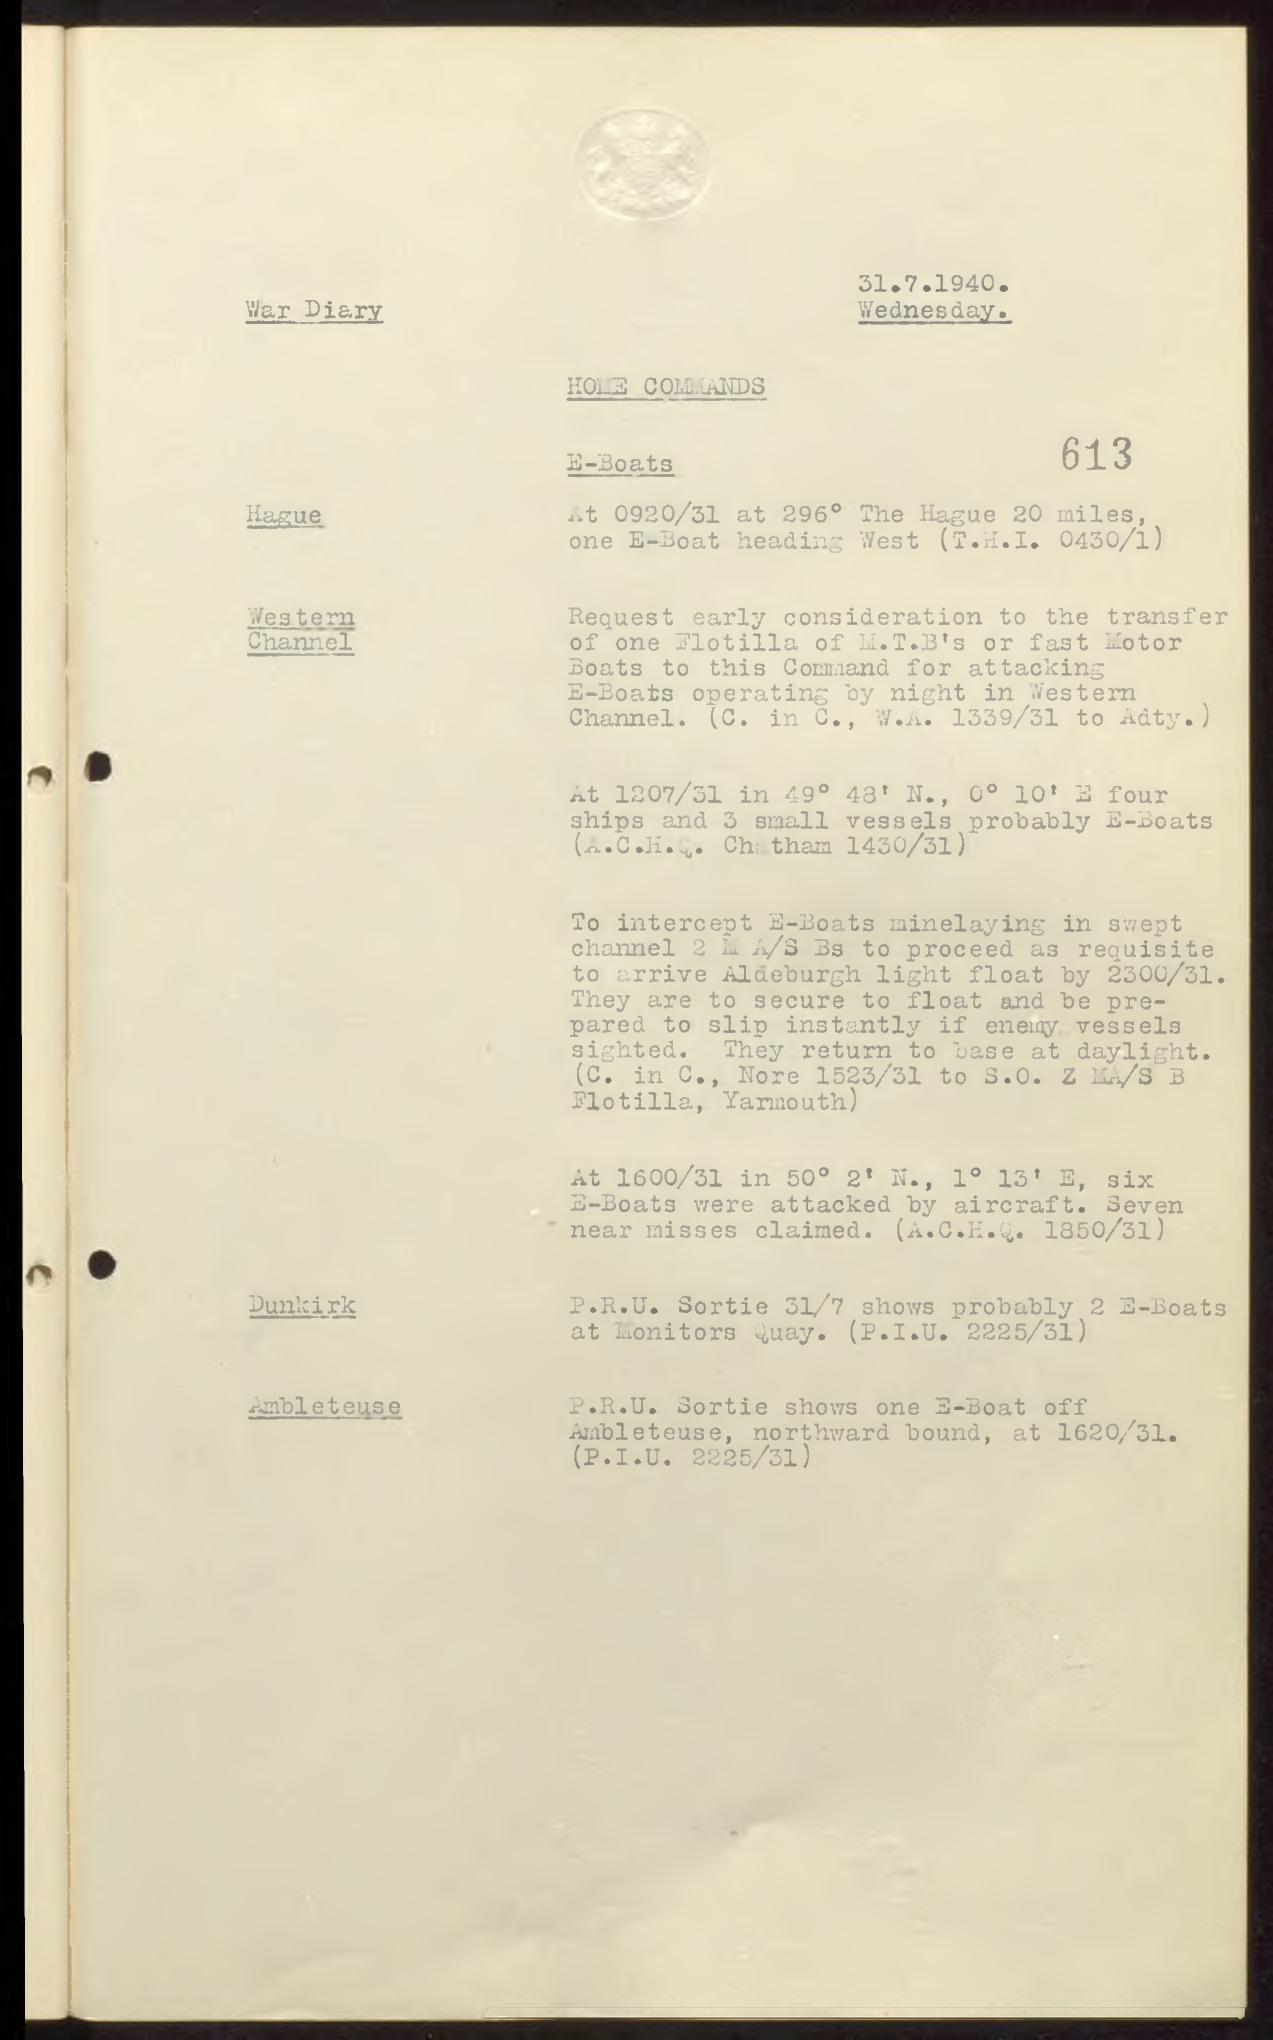 31.7.1940.
War Diary
Wednesday.
HOME COMMANDS
613
E-Boats
Hague
At 0920/31 at 296° The Hague 20 miles,
one E-Boat heading West (T.H.I. 0430/1)
Western
Channel
Request early consideration to the transfer
of one Flotilla of M.T.B's or fast Motor
Boats to this Command for attacking
E-Boats operating by night in Western
Channel. (C. in C., W.A. 1339/31 to Adty.)
At 1207/31 in 49° 48' N., 0° 10' E four
ships and 3 small vessels probably E-Boats
(A.C.H.Q. Chatham 1430/31)
To intercept E-Boats minelaying in swept
channel 2 M A/S Bs to proceed as requisite
to arrive Aldeburgh light float by 2300/31.
They are to secure to float and be pre-
pared to slip instantly if enemy vessels
sighted. They return to base at daylight.
(C. in C., Nore 1523/31 to S.O. Z MA/S B
Flotilla, Yarmouth)
At 1600/31 in 50° 2' N., 1° 13' E, six
E-Boats were attacked by aircraft. Seven
near misses claimed. (A.C.H.Q. 1850/31)
Dunkirk
P.R.U. Sortie 31/7 shows probably 2 E-Boats
at Monitors Quay. (P.I.U. 2225/31)
Ambleteuse
P.R.U. Sortie shows one E-Boat off
Ambleteuse, northward bound, at 1620/31.
(P.I.U. 2225/31)